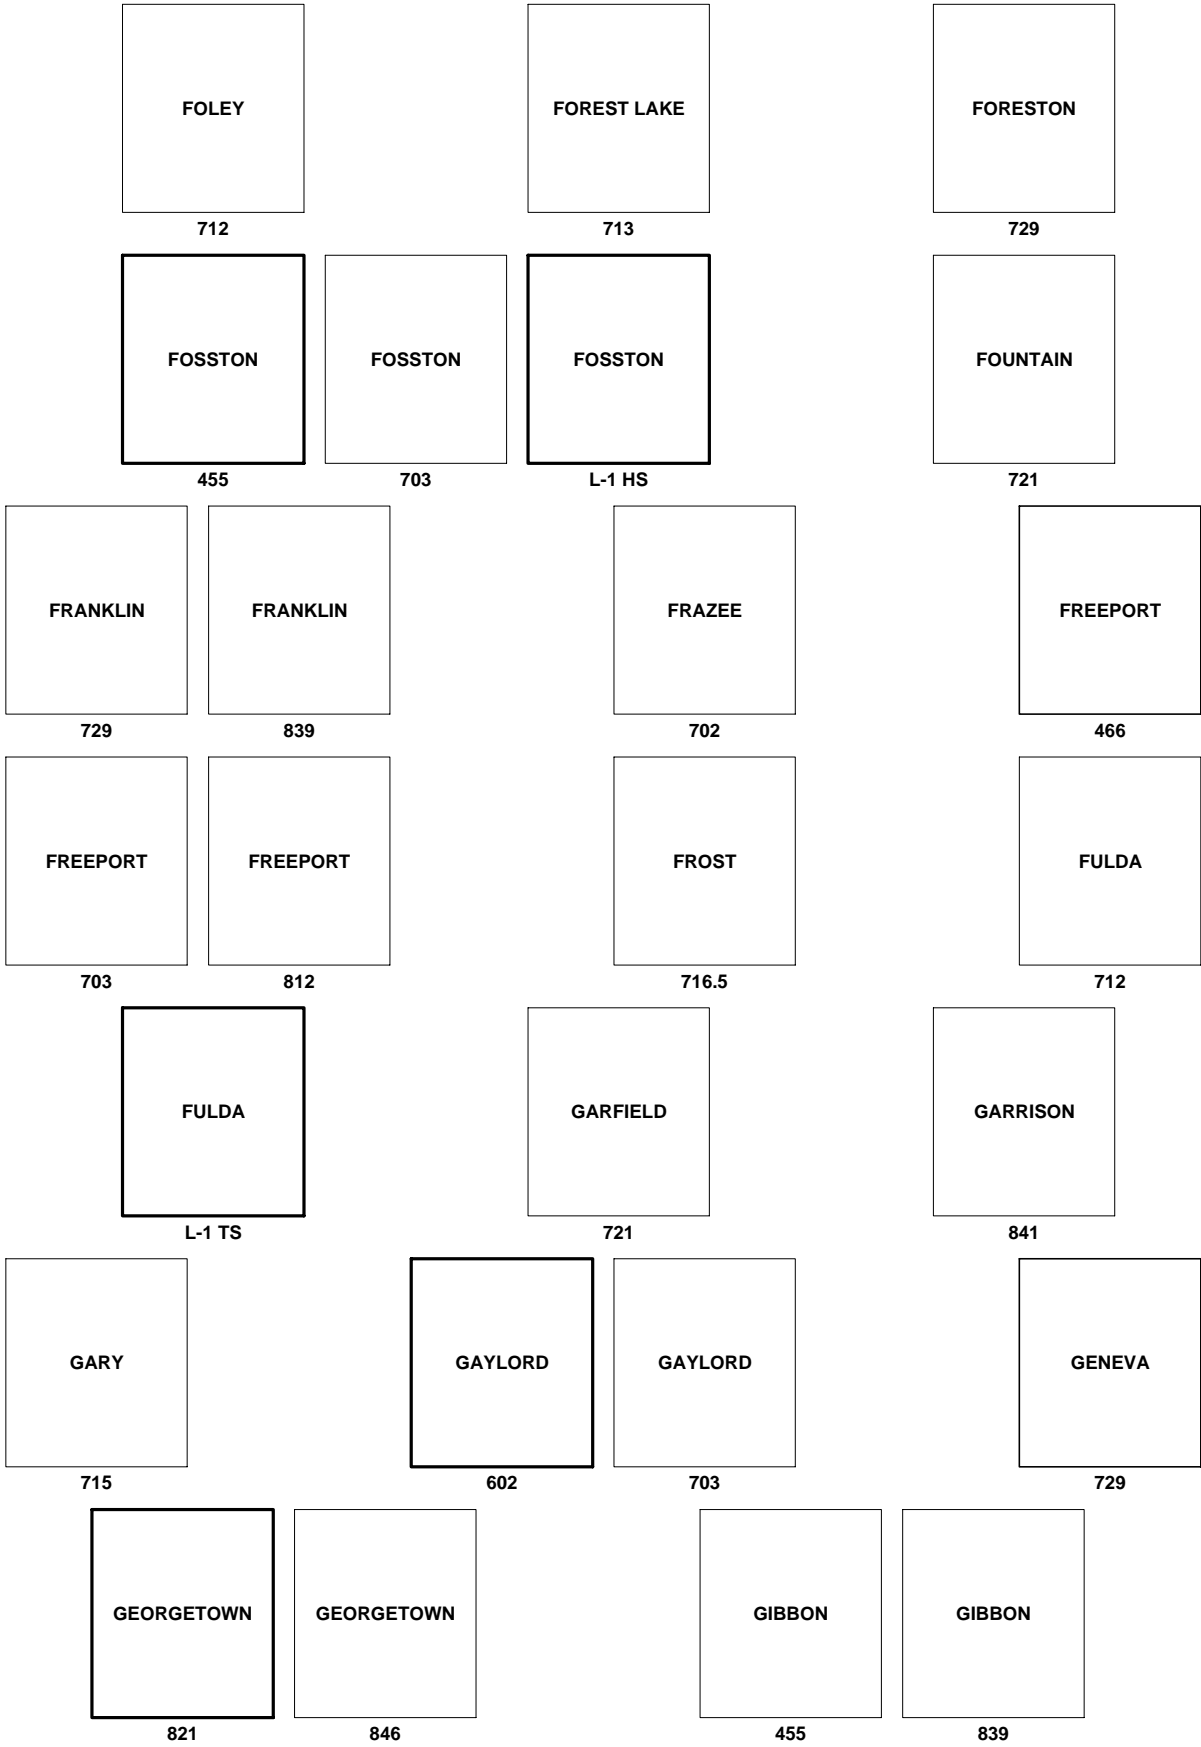 FOLEY FOREST LAKE FORESTON
712 713 729
FOSSTON FOSSTON FOSSTON FOUNTAIN
455 703 L-1 HS 721
FRANKLIN FRANKLIN FRAZEE FREEPORT
729 839 702 466
FREEPORT FREEPORT FROST FULDA
703 812 716.5 712
FULDA GARFIELD GARRISON
L-1 TS 721 841
GARY GAYLORD GAYLORD GENEVA
715 602 703 729
GEORGETOWN GEORGETOWN GIBBON GIBBON
821 846 455 839